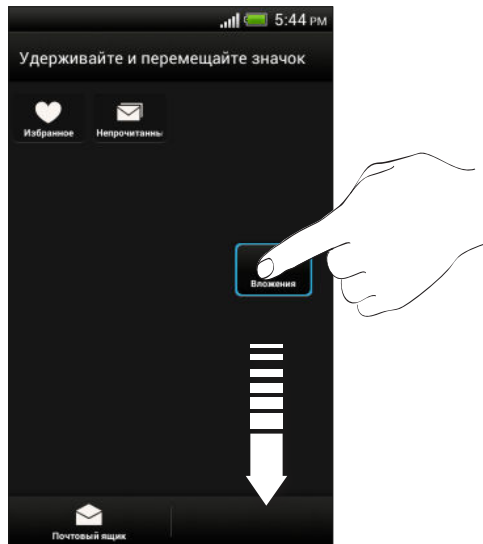 5:44 PM
Удерживайте и перемещайте значок
Избранное
Непрочитанны
Вложения
Почтовый ящик